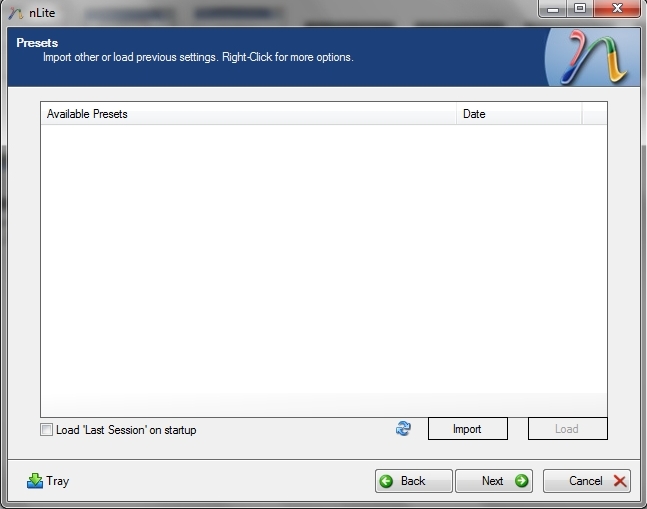 nLite
Presets
Import other or load previous settings. Right-Click for more options.
Available Presets Date
Load 'Last Session' on startup Import Load
Tray Back Next Cancel